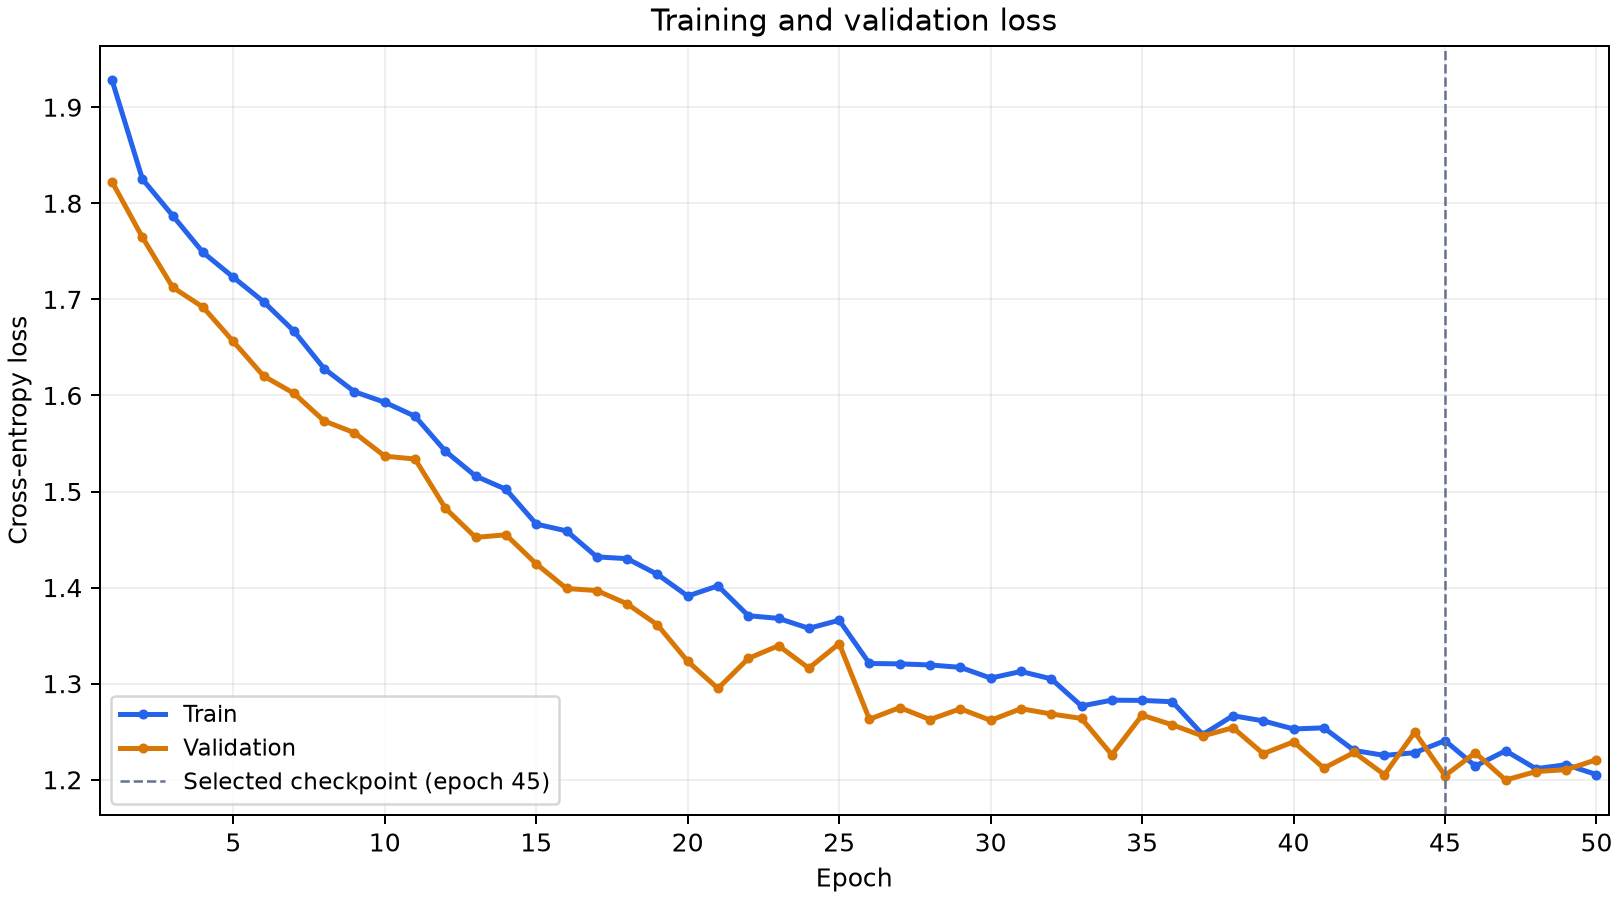 Training and validation loss
Cross-entropy loss
1.9
1.8
1.7
1.6
1.5
1.4
1.3
1.2
Train
Validation
Selected checkpoint (epoch 45)
5 10 15 20 25 30 35 40 45 50
Epoch